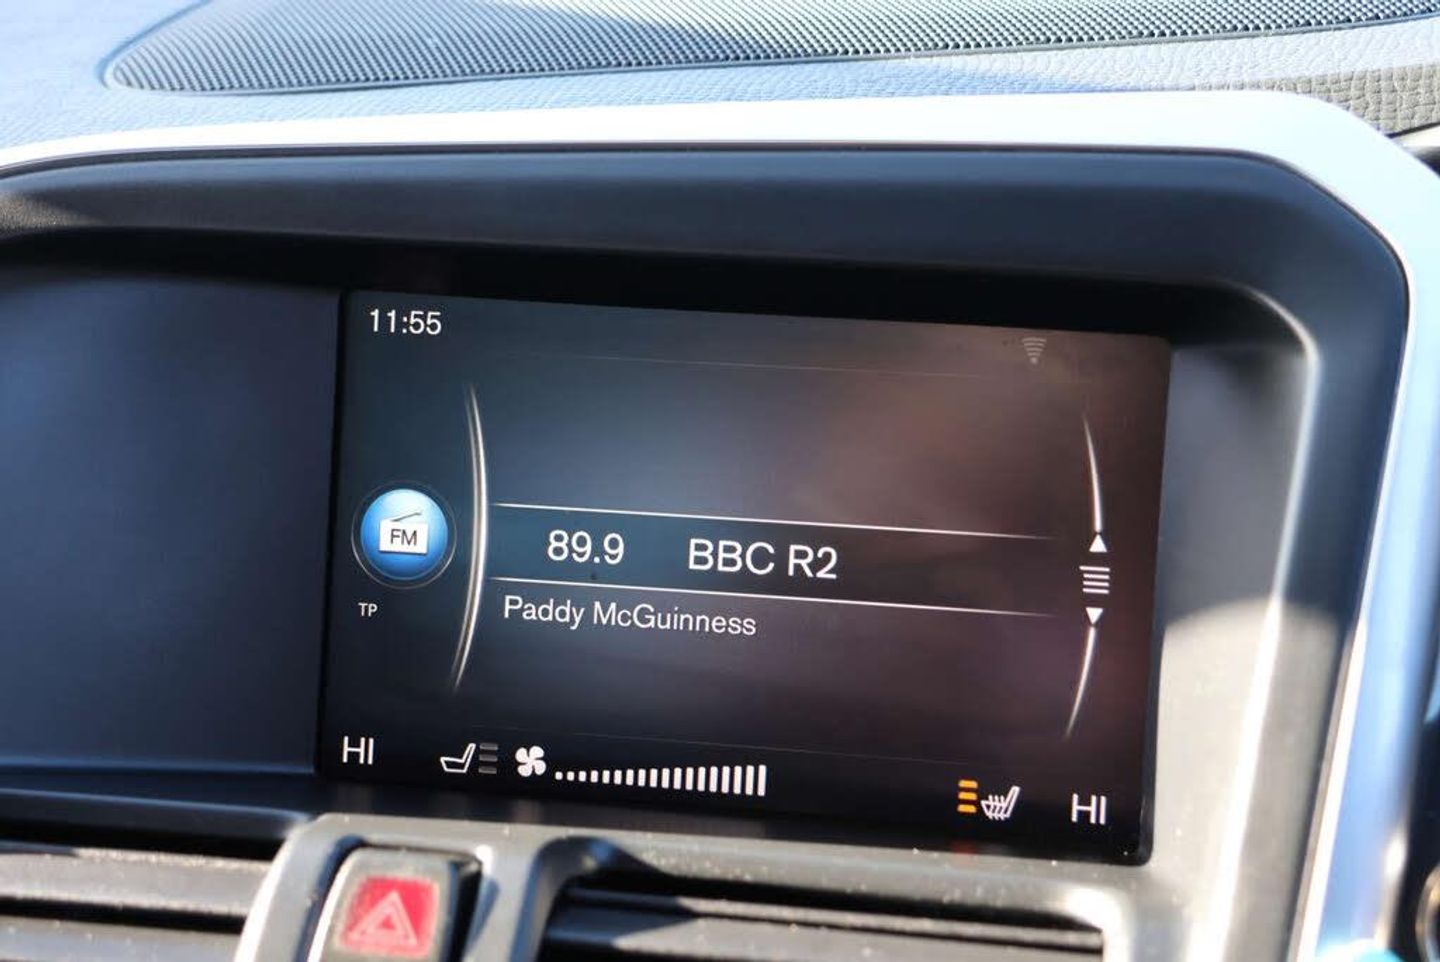 11:55
FM
89.9 BBC R2
TP
Paddy McGuinness
HI
HI